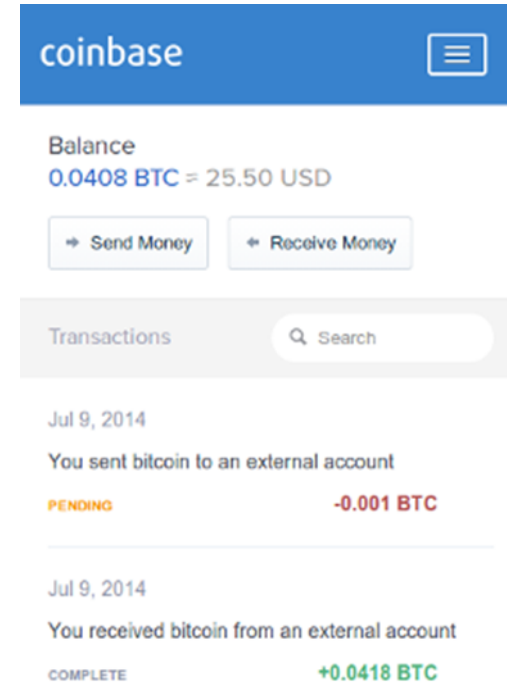 coinbase
Balance
0.0408 BTC = 25.50 USD
Send Money
Receive Money
Transactions
Search
Jul 9, 2014
You sent bitcoin to an external account
PENDING -0.001 BTC
Jul 9, 2014
You received bitcoin from an external account
COMPLETE +0.0418 BTC